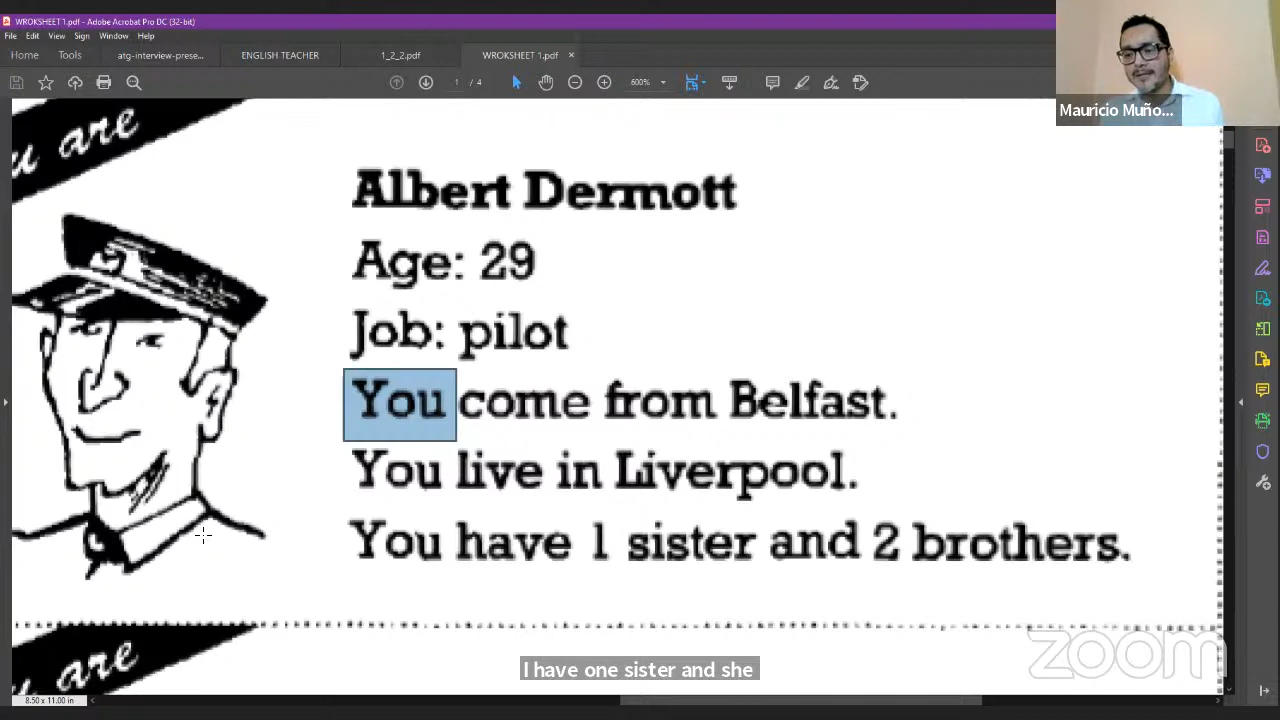 WROKSHEET 1.pdf - Adobe Acrobat Pro DC (32-bit)
File Edit View Sign Window Help
Home Tools atg-interview-prese... ENGLISH TEACHER 1_2_2.pdf WROKSHEET 1.pdf ×
1 / 4 600%
Mauricio Muño...
u are
Albert Dermott
Age: 29
Job: pilot
You come from Belfast.
You live in Liverpool.
You have 1 sister and 2 brothers.
u are
zoom
I have one sister and she
8.50 x 11.00 in